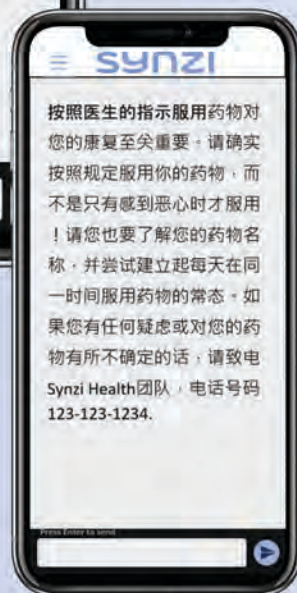 SYNZI
按照医生的指示服用药物对
您的康复至关重要。请确实
按照规定服用你的药物，而
不是只有感到恶心时才服用
！请您也要了解您的药物名
称，并尝试建立起每天在同
一时间服用药物的常态。如
果您有任何疑虑或对您的药
物有所不确定的话，请致电
Synzi Health团队，电话号码
123-123-1234.
Press Enter to send